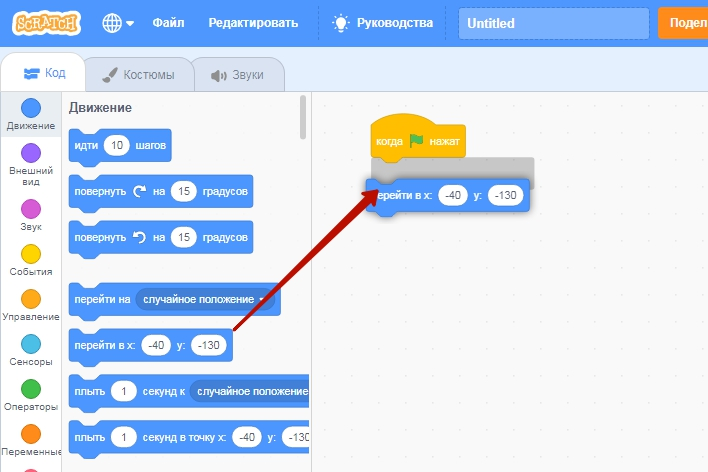 SCRATCH Файл Редактировать Руководства Untitled Подел
Код Костюмы Звуки
Движение
Внешний вид
Звук
События
Управление
Сенсоры
Операторы
Переменные
Движение
идти 10 шагов
повернуть на 15 градусов
повернуть на 15 градусов
перейти на случайное положение
перейти в x: -40 y: -130
плыть 1 секунд к случайное положение
плыть 1 секунд в точку x: -40 y: -130
когда нажат
перейти в x: -40 y: -130